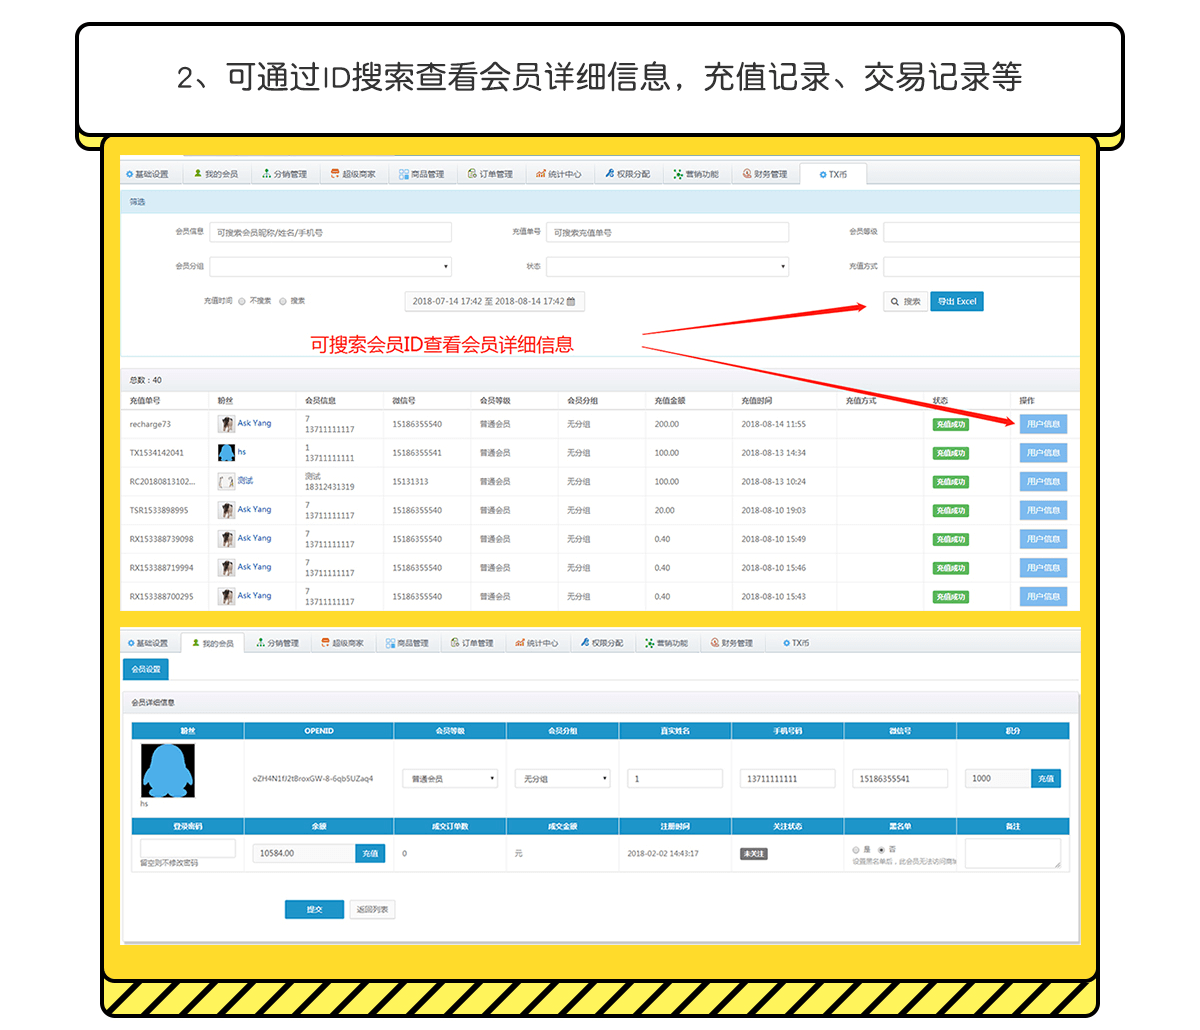 2、可通过ID搜索查看会员详细信息，充值记录、交易记录等
基础设置 我的会员 分销管理 超级商家 商品管理 订单管理 统计中心 权限分配 营销功能 财务管理 TX币
筛选
会员信息 可搜索会员昵称/姓名/手机号 充值单号 可搜索充值单号 会员等级
会员分组 状态 充值方式
充值时间 不搜索 搜索 2018-07-14 17:42 至 2018-08-14 17:42 搜索 导出 Excel
可搜索会员ID查看会员详细信息
总数：40
充值单号 粉丝 会员信息 微信号 会员等级 会员分组 充值金额 充值时间 充值方式 状态 操作
recharge73 Ask Yang 7 13711111117 15186355540 普通会员 无分组 200.00 2018-08-14 11:55 充值成功 用户信息
TX1534142041 hs 1 13711111111 15186355541 普通会员 无分组 100.00 2018-08-13 14:34 充值成功 用户信息
RC20180813102... 测试 测试 18312431319 15131313 普通会员 无分组 100.00 2018-08-13 10:24 充值成功 用户信息
TSR1533898995 Ask Yang 7 13711111117 15186355540 普通会员 无分组 20.00 2018-08-10 19:03 充值成功 用户信息
RX153388739098 Ask Yang 7 13711111117 15186355540 普通会员 无分组 0.40 2018-08-10 15:49 充值成功 用户信息
RX153388719994 Ask Yang 7 13711111117 15186355540 普通会员 无分组 0.40 2018-08-10 15:46 充值成功 用户信息
RX153388700295 Ask Yang 7 13711111117 15186355540 普通会员 无分组 0.40 2018-08-10 15:43 充值成功 用户信息
基础设置 我的会员 分销管理 超级商家 商品管理 订单管理 统计中心 权限分配 营销功能 财务管理 TX币
会员设置
会员详细信息
粉丝 OPENID 会员等级 会员分组 真实姓名 手机号码 微信号 积分
oZH4N1fJ2tBroxGW-8-6qb5UZaq4 普通会员 无分组 1 13711111111 15186355541 1000 充值
hs
登录密码 余额 成交订单数 成交金额 注册时间 关注状态 黑名单 备注
10584.00 充值 0 元 2018-02-02 14:43:17 未关注 是 否
留空则不修改密码 设置黑名单后，此会员无法访问商城
提交 返回列表